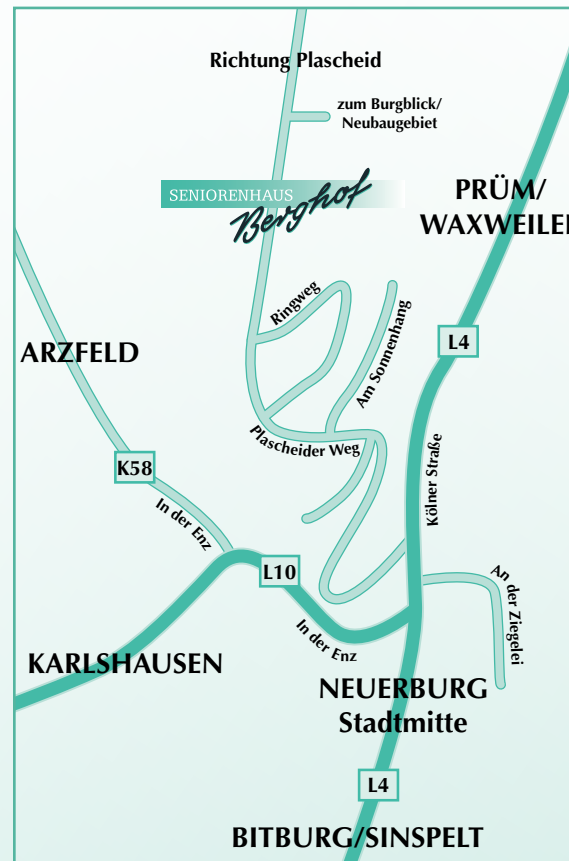 Richtung Plascheid
zum Burgblick/
Neubaugebiet
SENIORENHAUS
Berghof
PRÜM/
WAXWEILER
Ringweg
Am Sonnenhang
L4
ARZFELD
Plascheider Weg
Kölner Straße
K58
In der Enz
L10
An der Ziegelei
In der Enz
KARLSHAUSEN
NEUERBURG
Stadtmitte
L4
BITBURG/SINSPELT